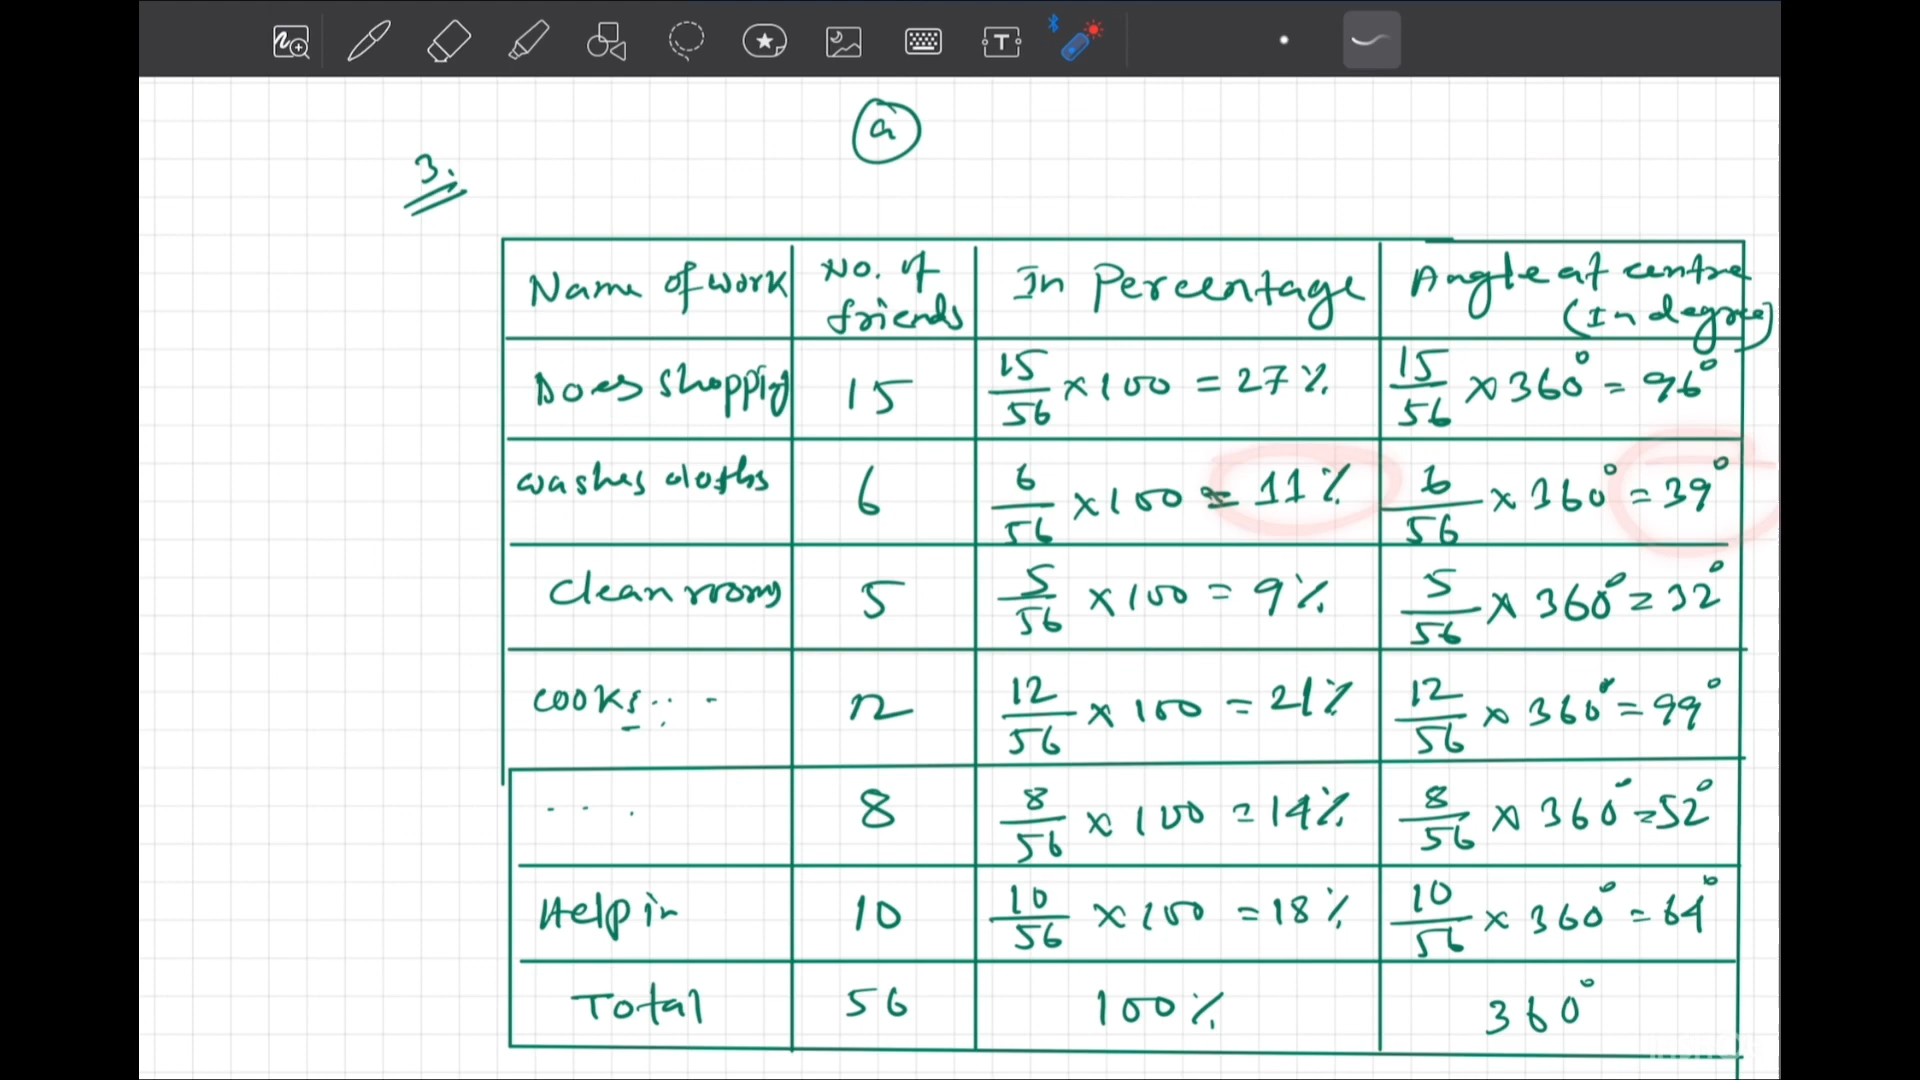 a
3.
Name of work No. of friends In Percentage Angle at centre (In degree)
Does shopping 15 15/56 × 100 = 27% 15/56 × 360° = 96°
washes cloths 6 6/56 × 100 = 11% 6/56 × 360° = 39°
Clean rooms 5 5/56 × 100 = 9% 5/56 × 360° = 32°
cooks .. - 12 12/56 × 100 = 21% 12/56 × 360° = 99°
- - . 8 8/56 × 100 = 14% 8/56 × 360° = 52°
Help in 10 10/56 × 100 = 18% 10/56 × 360° = 64°
Total 56 100% 360°